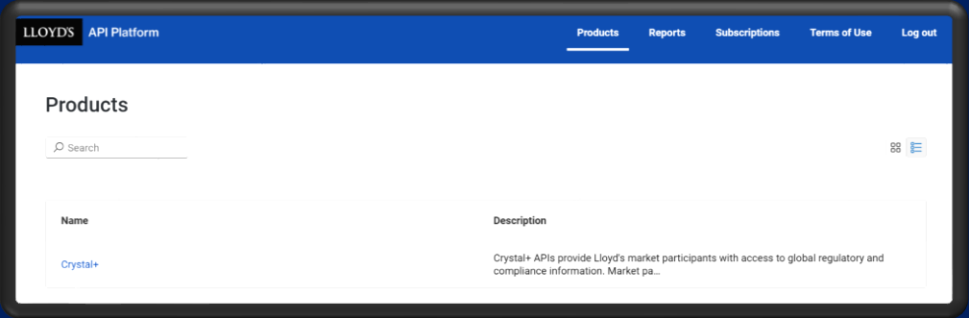 LLOYD'S API Platform Products Reports Subscriptions Terms of Use Log out
Products
Search
Name Description
Crystal+ Crystal+ APIs provide Lloyd's market participants with access to global regulatory and
compliance information. Market pa...